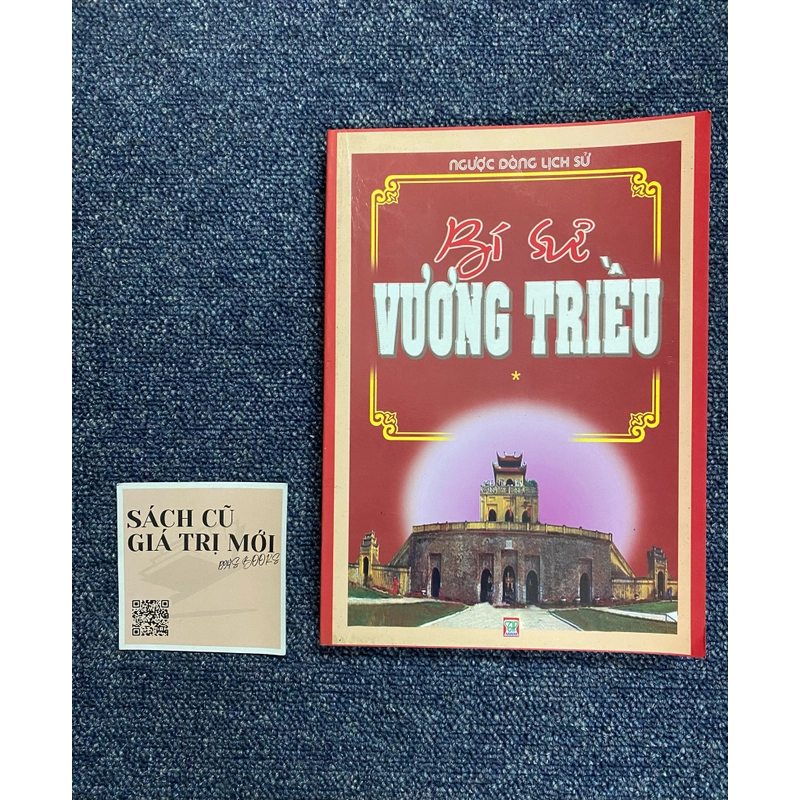 NGƯỢC DÒNG LỊCH SỬ
Bí Sử
VƯƠNG TRIỀU
*
SÁCH CŨ
GIÁ TRỊ MỚI